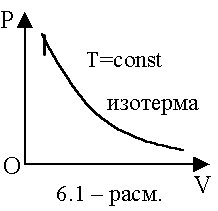 P
T=const
изотерма
O
V
6.1 – расм.